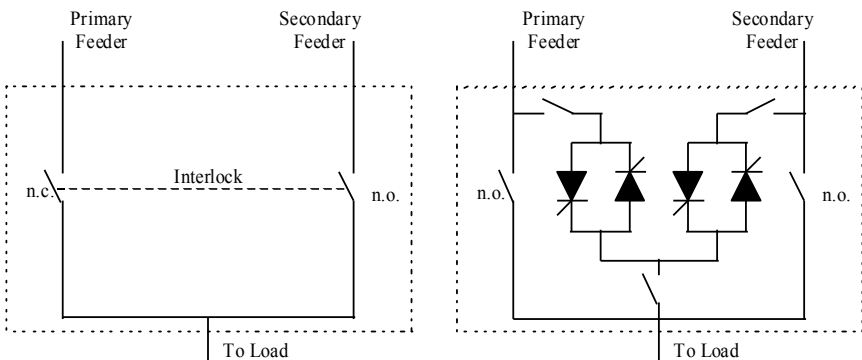 Primary
Feeder
Secondary
Feeder
n.c.
Interlock
n.o.
To Load
Primary
Feeder
Secondary
Feeder
n.o.
n.o.
To Load